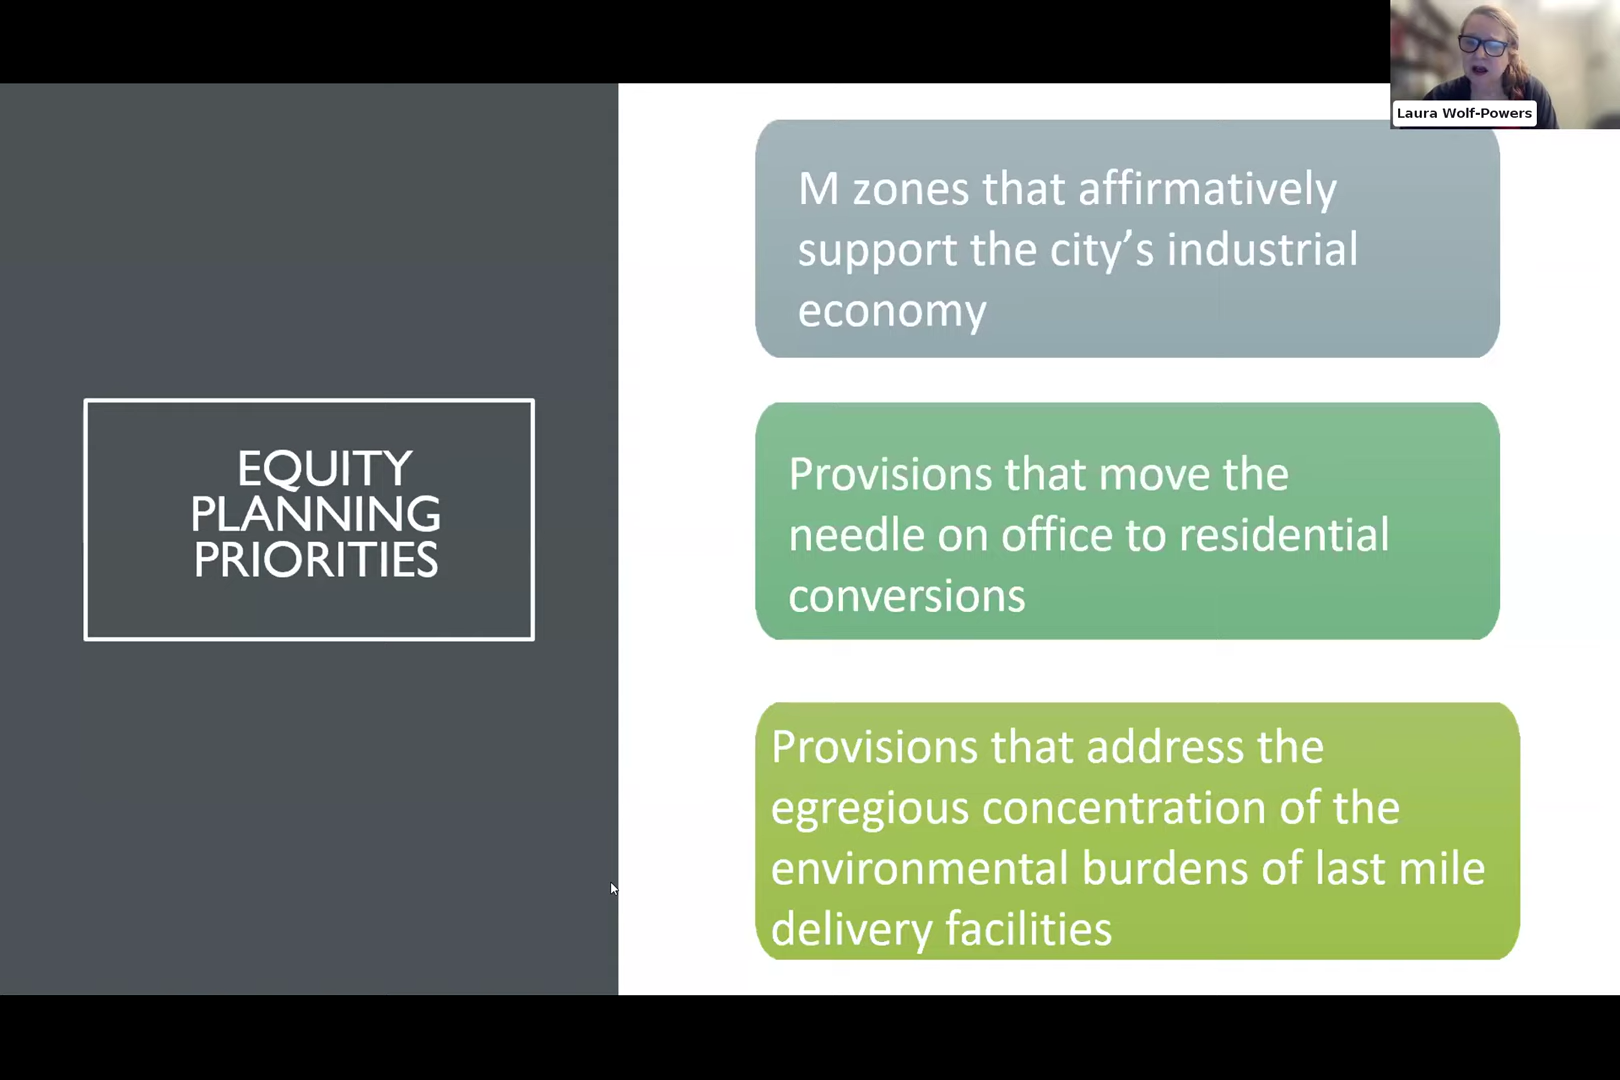 Laura Wolf-Powers
EQUITY
PLANNING
PRIORITIES
M zones that affirmatively
support the city’s industrial
economy
Provisions that move the
needle on office to residential
conversions
Provisions that address the
egregious concentration of the
environmental burdens of last mile
delivery facilities